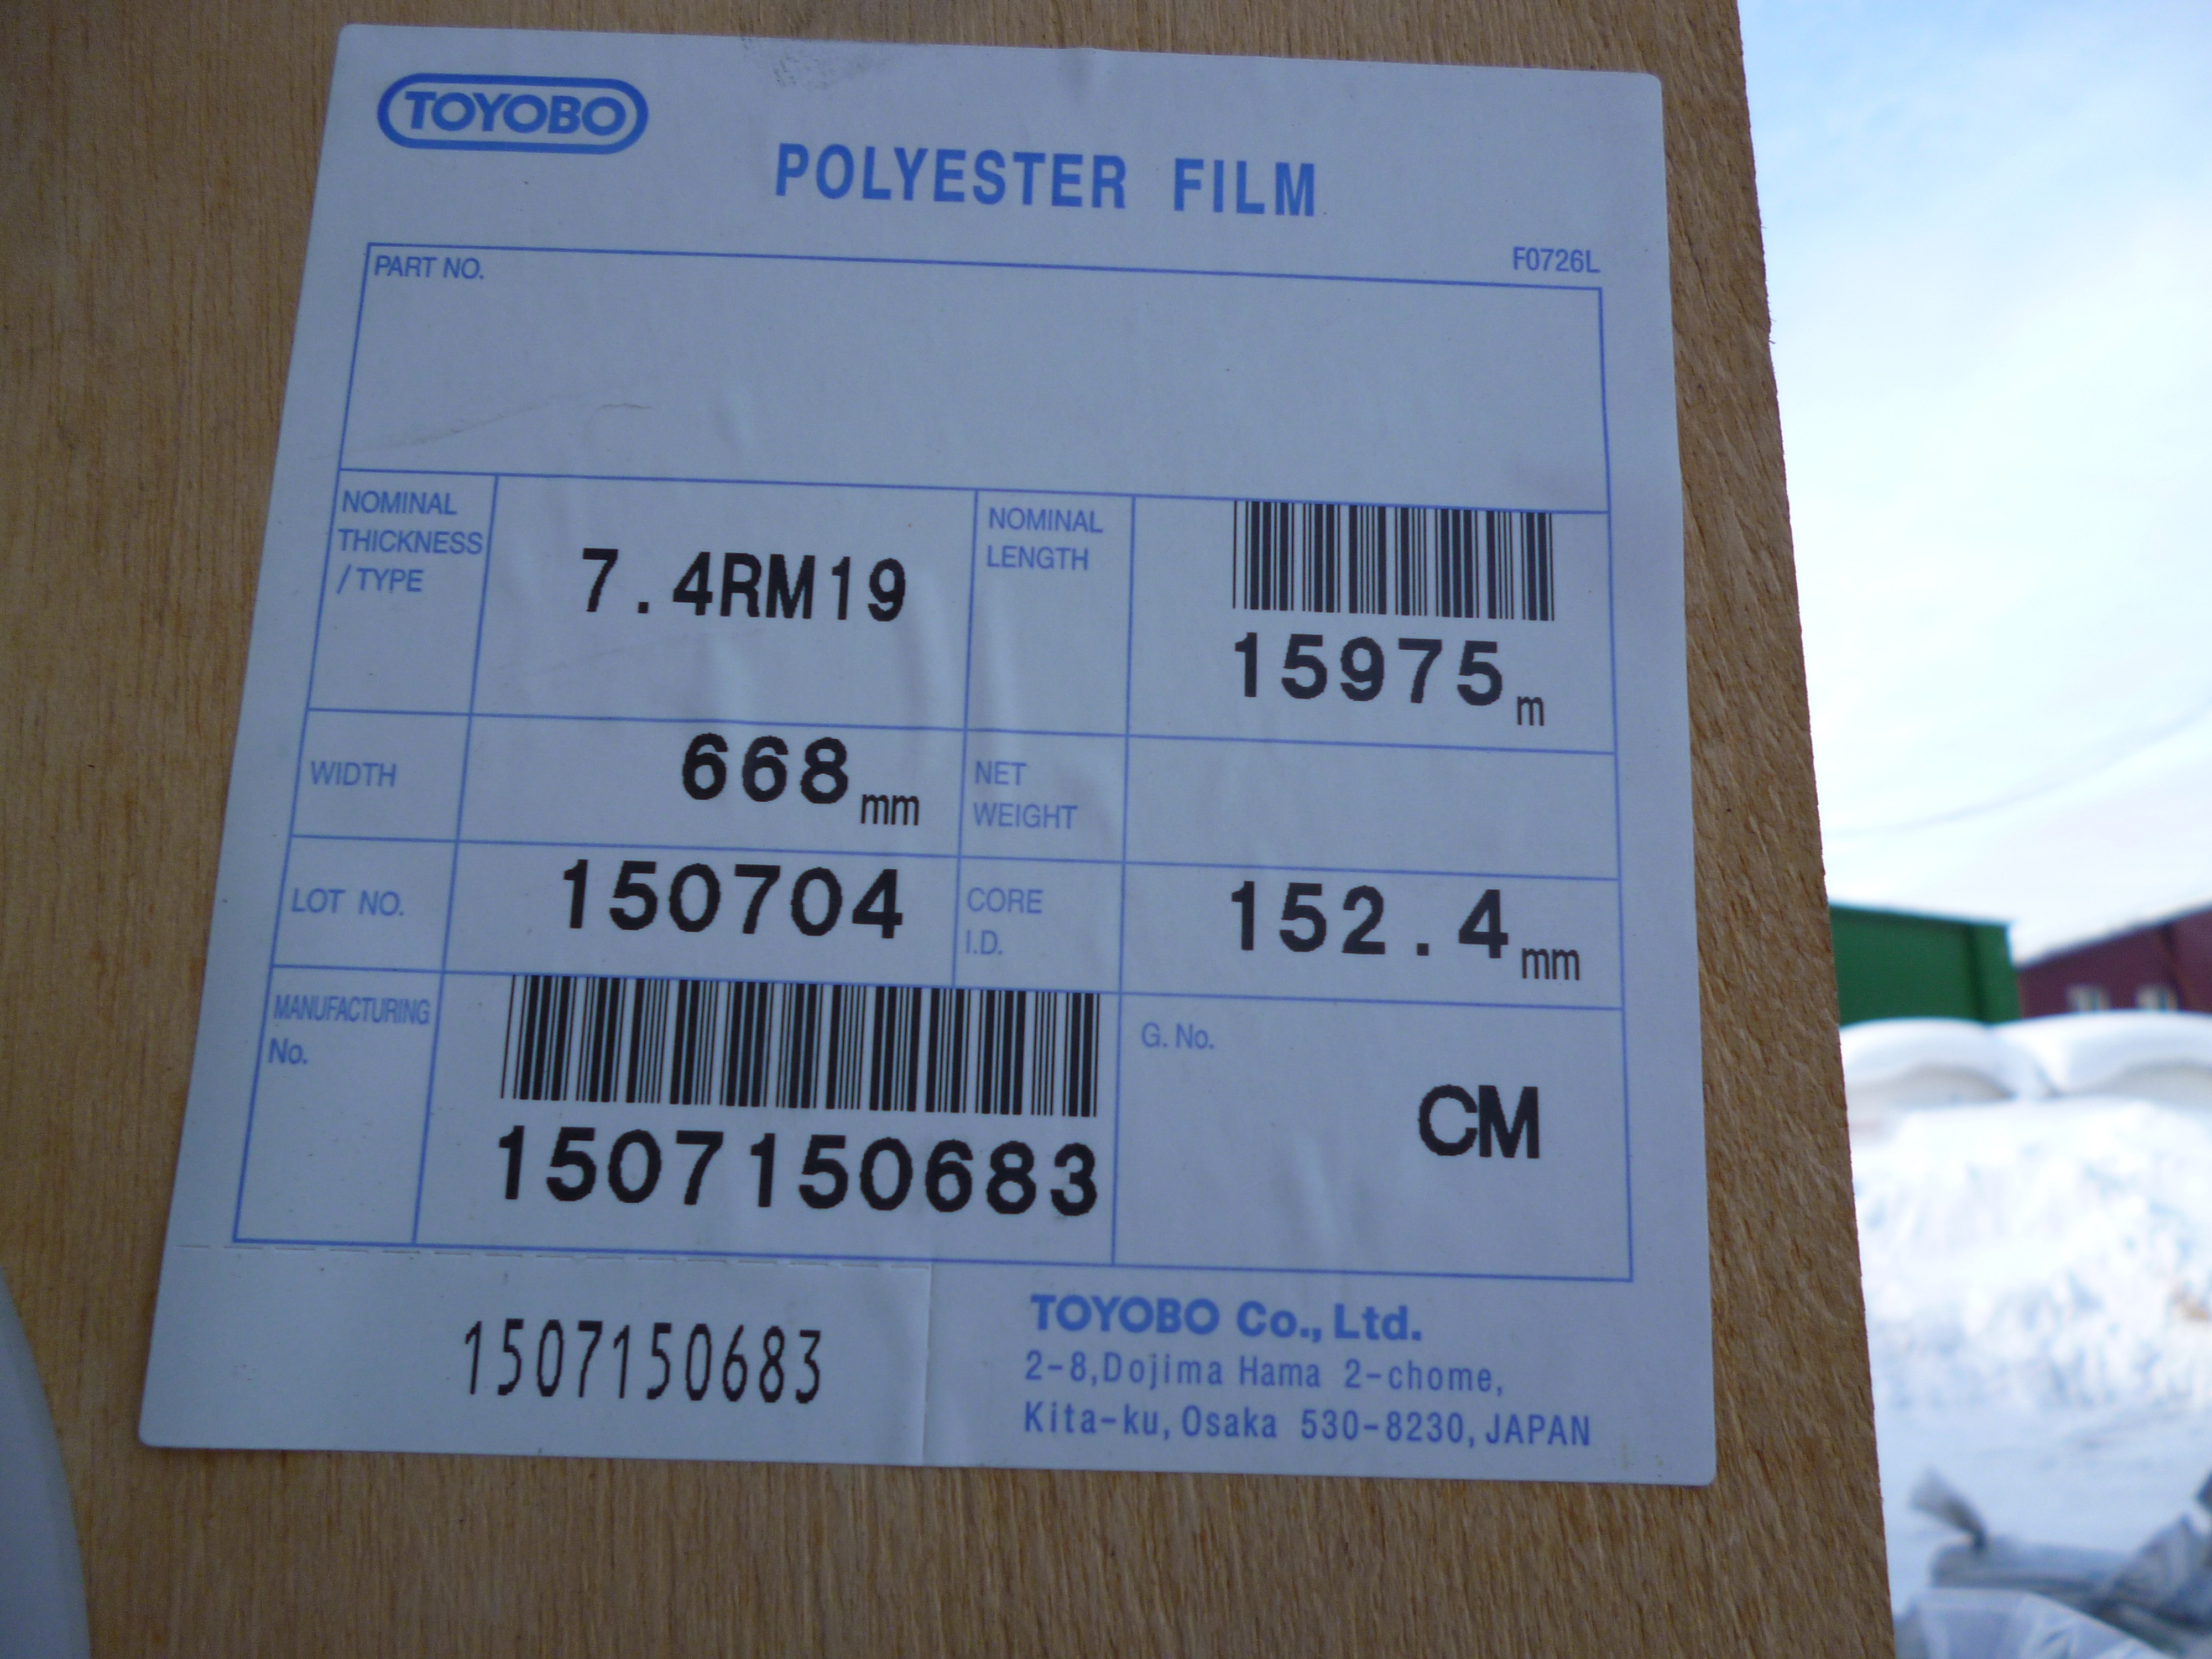 TOYOBO
POLYESTER FILM
F0726L
PART NO.
NOMINAL
THICKNESS
/TYPE
7.4RM19
NOMINAL
LENGTH
15975m
WIDTH
668mm
NET
WEIGHT
LOT NO.
150704
CORE
I.D.
152.4mm
MANUFACTURING
No.
1507150683
G. No.
CM
1507150683
TOYOBO Co., Ltd.
2-8,Dojima Hama 2-chome,
Kita-ku, Osaka 530-8230, JAPAN